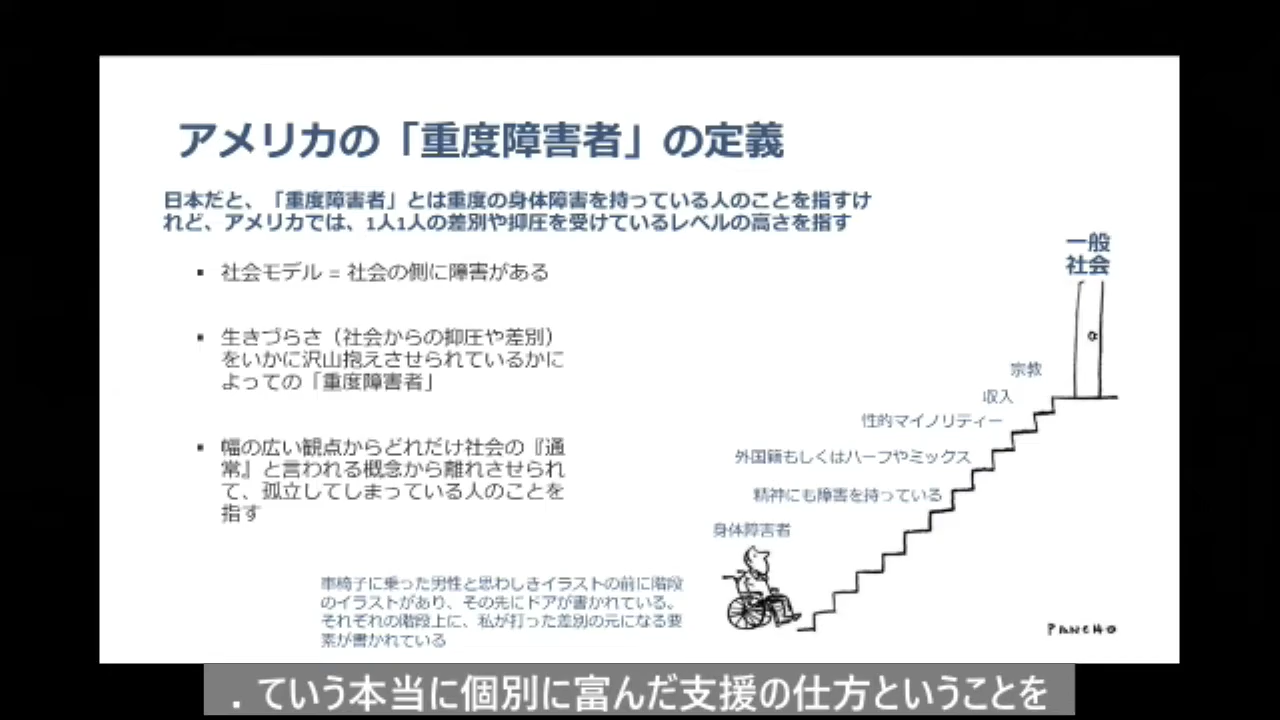 アメリカの「重度障害者」の定義
日本だと、「重度障害者」とは重度の身体障害を持っている人のことを指すけ
れど、アメリカでは、1人1人の差別や抑圧を受けているレベルの高さを指す
▪ 社会モデル = 社会の側に障害がある
▪ 生きづらさ（社会からの抑圧や差別）
をいかに沢山抱えさせられているかに
よっての「重度障害者」
▪ 幅の広い観点からどれだけ社会の『通
常』と言われる概念から離れさせられ
て、孤立してしまっている人のことを
指す
一般
社会
宗教
収入
性的マイノリティー
外国籍もしくはハーフやミックス
精神にも障害を持っている
身体障害者
車椅子に乗った男性と思わしきイラストの前に階段
のイラストがあり、その先にドアが書かれている。
それぞれの階段上に、私が打った差別の元になる要
素が書かれている
PANCHO
. ていう本当に個別に富んだ支援の仕方ということを